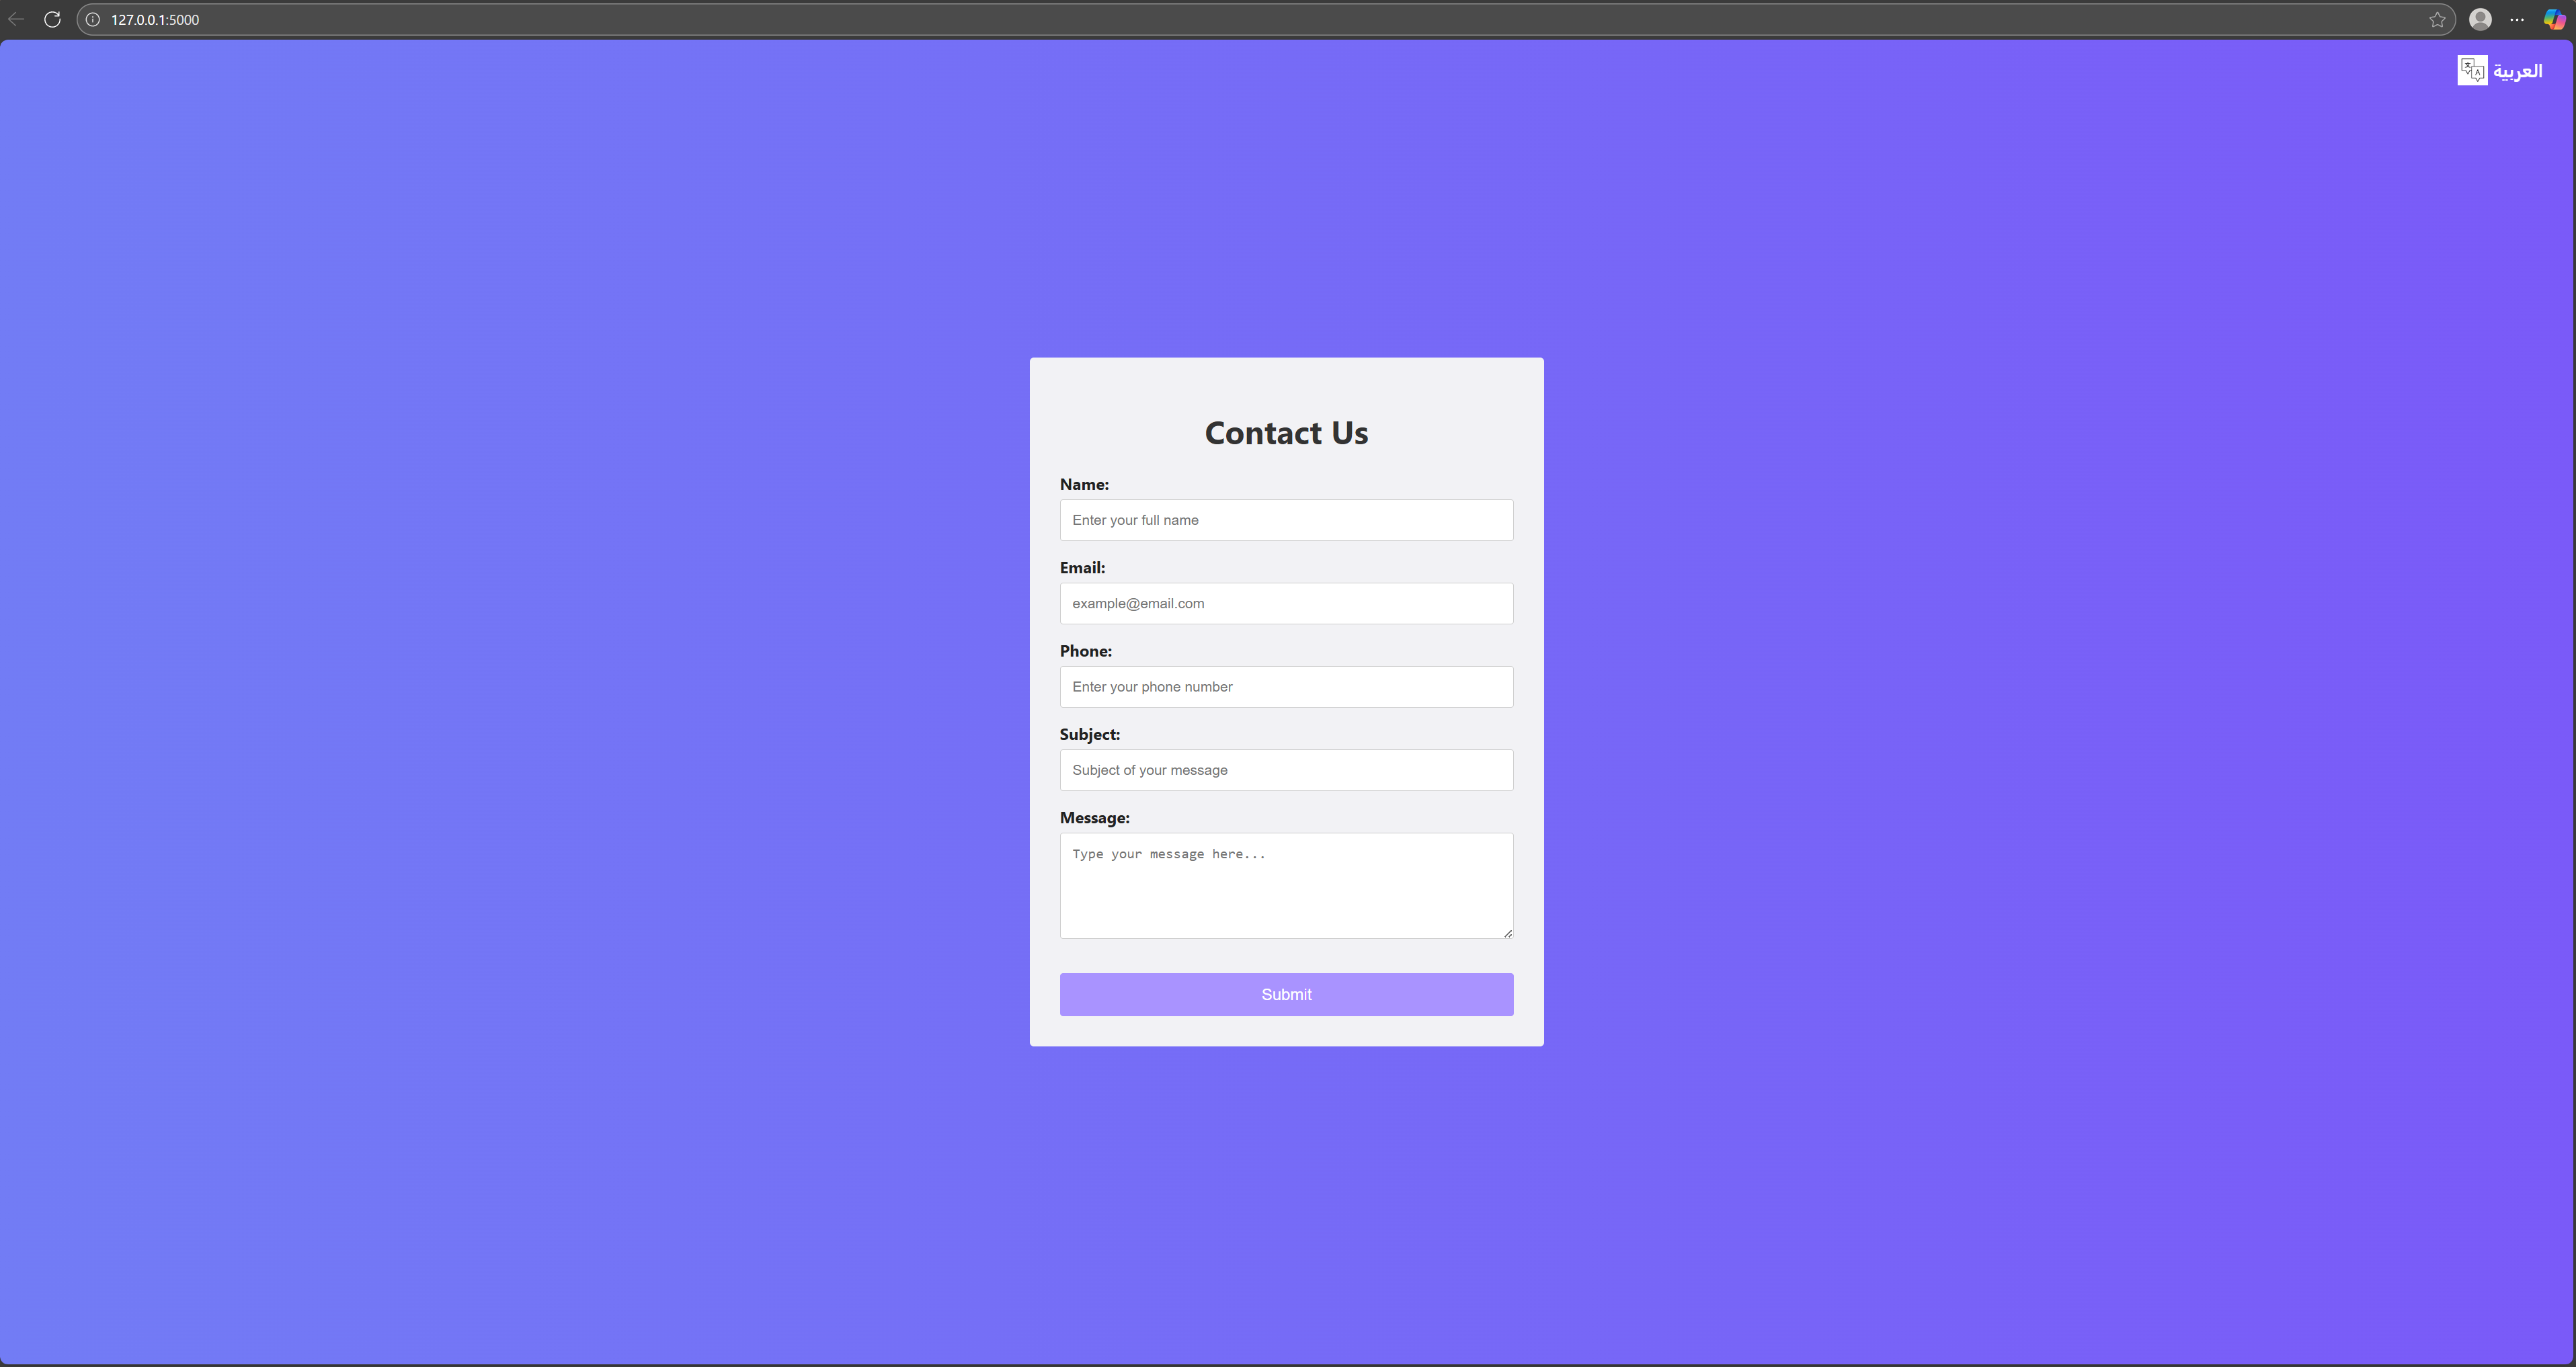 127.0.0.1:5000
العربية
Contact Us
Name:
Enter your full name
Email:
example@email.com
Phone:
Enter your phone number
Subject:
Subject of your message
Message:
Type your message here...
Submit